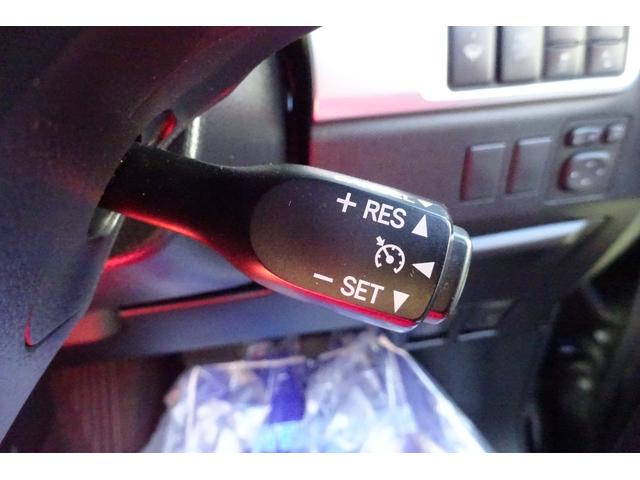 + RES ▲
◀
− SET ▼